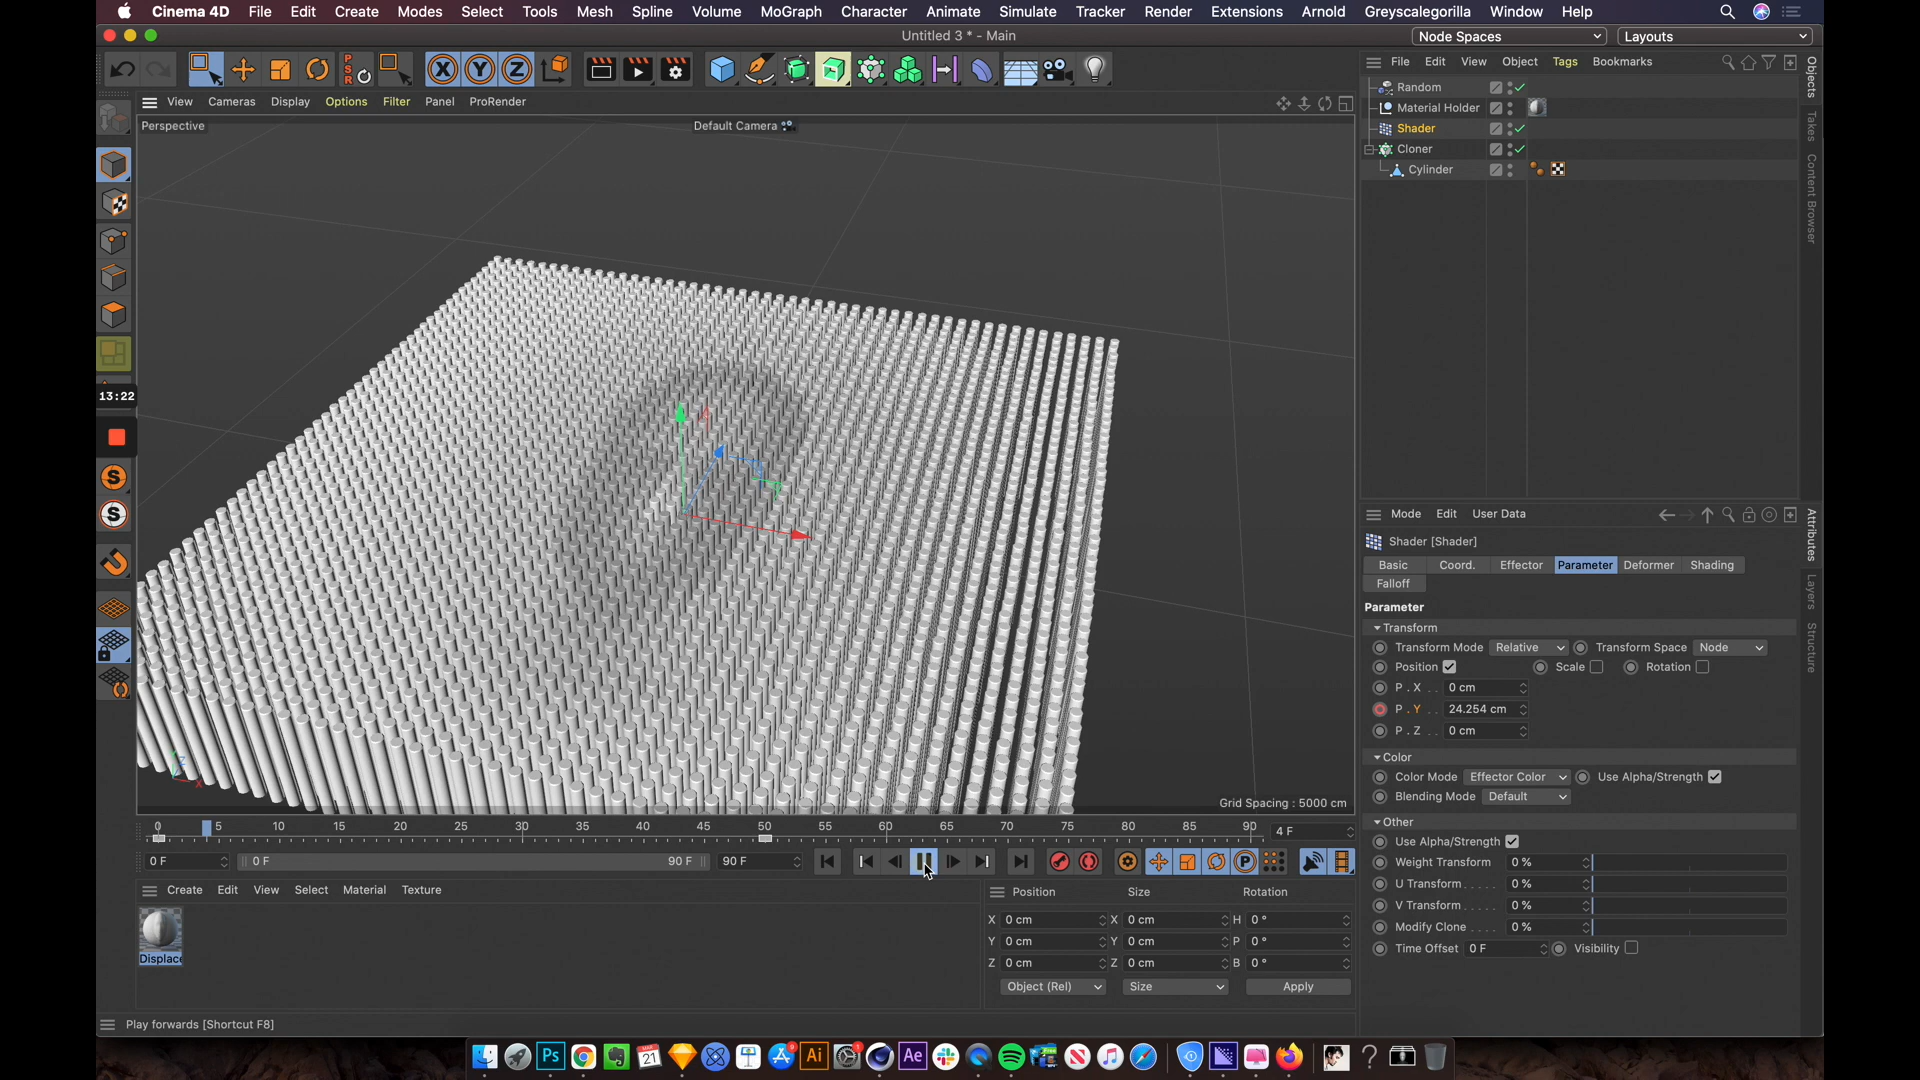 Cinema 4D File Edit Create Modes Select Tools Mesh Spline Volume MoGraph Character Animate Simulate Tracker Render Extensions Arnold Greyscalegorilla Window Help
Untitled 3 * - Main
Node Spaces Layouts
PSR X Y Z
File Edit View Object Tags Bookmarks
View Cameras Display Options Filter Panel ProRender
Perspective Default Camera
Random
Material Holder
Shader
Cloner
Cylinder
Objects
Takes
Content Browser
13:22
S
S
Mode Edit User Data
Shader [Shader]
Basic Coord. Effector Parameter Deformer Shading
Falloff
Attributes
Layers
Structure
Parameter
Transform
Transform Mode Relative Transform Space Node
Position Scale Rotation
P . X . . 0 cm
P . Y . . 24.254 cm
P . Z . . 0 cm
Color
Color Mode Effector Color Use Alpha/Strength
Blending Mode Default
Other
Use Alpha/Strength
Weight Transform 0 %
U Transform . . . . . 0 %
V Transform . . . . . 0 %
Modify Clone . . . . 0 %
Time Offset 0 F Visibility
Grid Spacing : 5000 cm
0 5 10 15 20 25 30 35 40 45 50 55 60 65 70 75 80 85 90 4 F
0 F 0 F 90 F 90 F
P
Create Edit View Select Material Texture
Displace
Position Size Rotation
X 0 cm X 0 cm H 0 °
Y 0 cm Y 0 cm P 0 °
Z 0 cm Z 0 cm B 0 °
Object (Rel) Size Apply
Play forwards [Shortcut F8]
Ps MAR 21 9 Ai 1 Ae ?